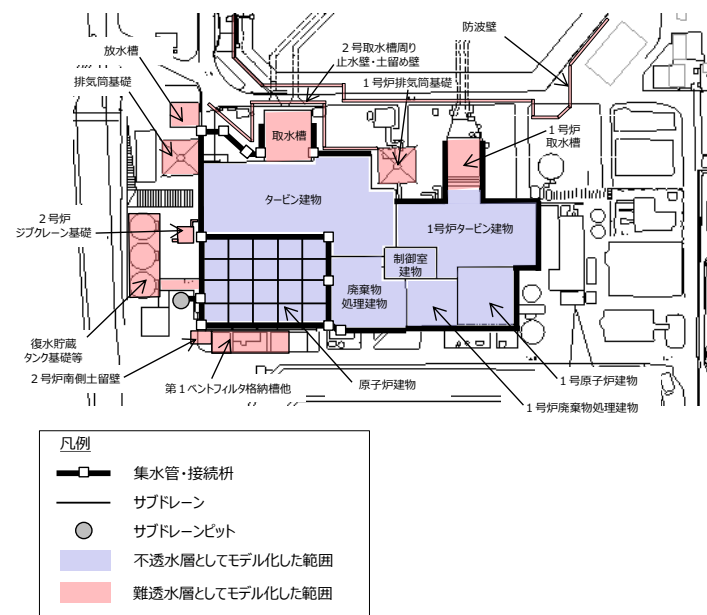 防波壁
2号取水槽周り
止水壁・土留め壁
放水槽
1号炉排気筒基礎
排気筒基礎
取水槽
1号炉
取水槽
タービン建物
2号炉
ジブクレーン基礎
1号炉タービン建物
制御室
建物
廃棄物
処理建物
復水貯蔵
タンク基礎等
2号炉南側土留壁
第1ベントフィルタ格納槽他
原子炉建物
1号原子炉建物
1号炉廃棄物処理建物
凡例
集水管・接続枡
サブドレーン
サブドレーンピット
不透水層としてモデル化した範囲
難透水層としてモデル化した範囲